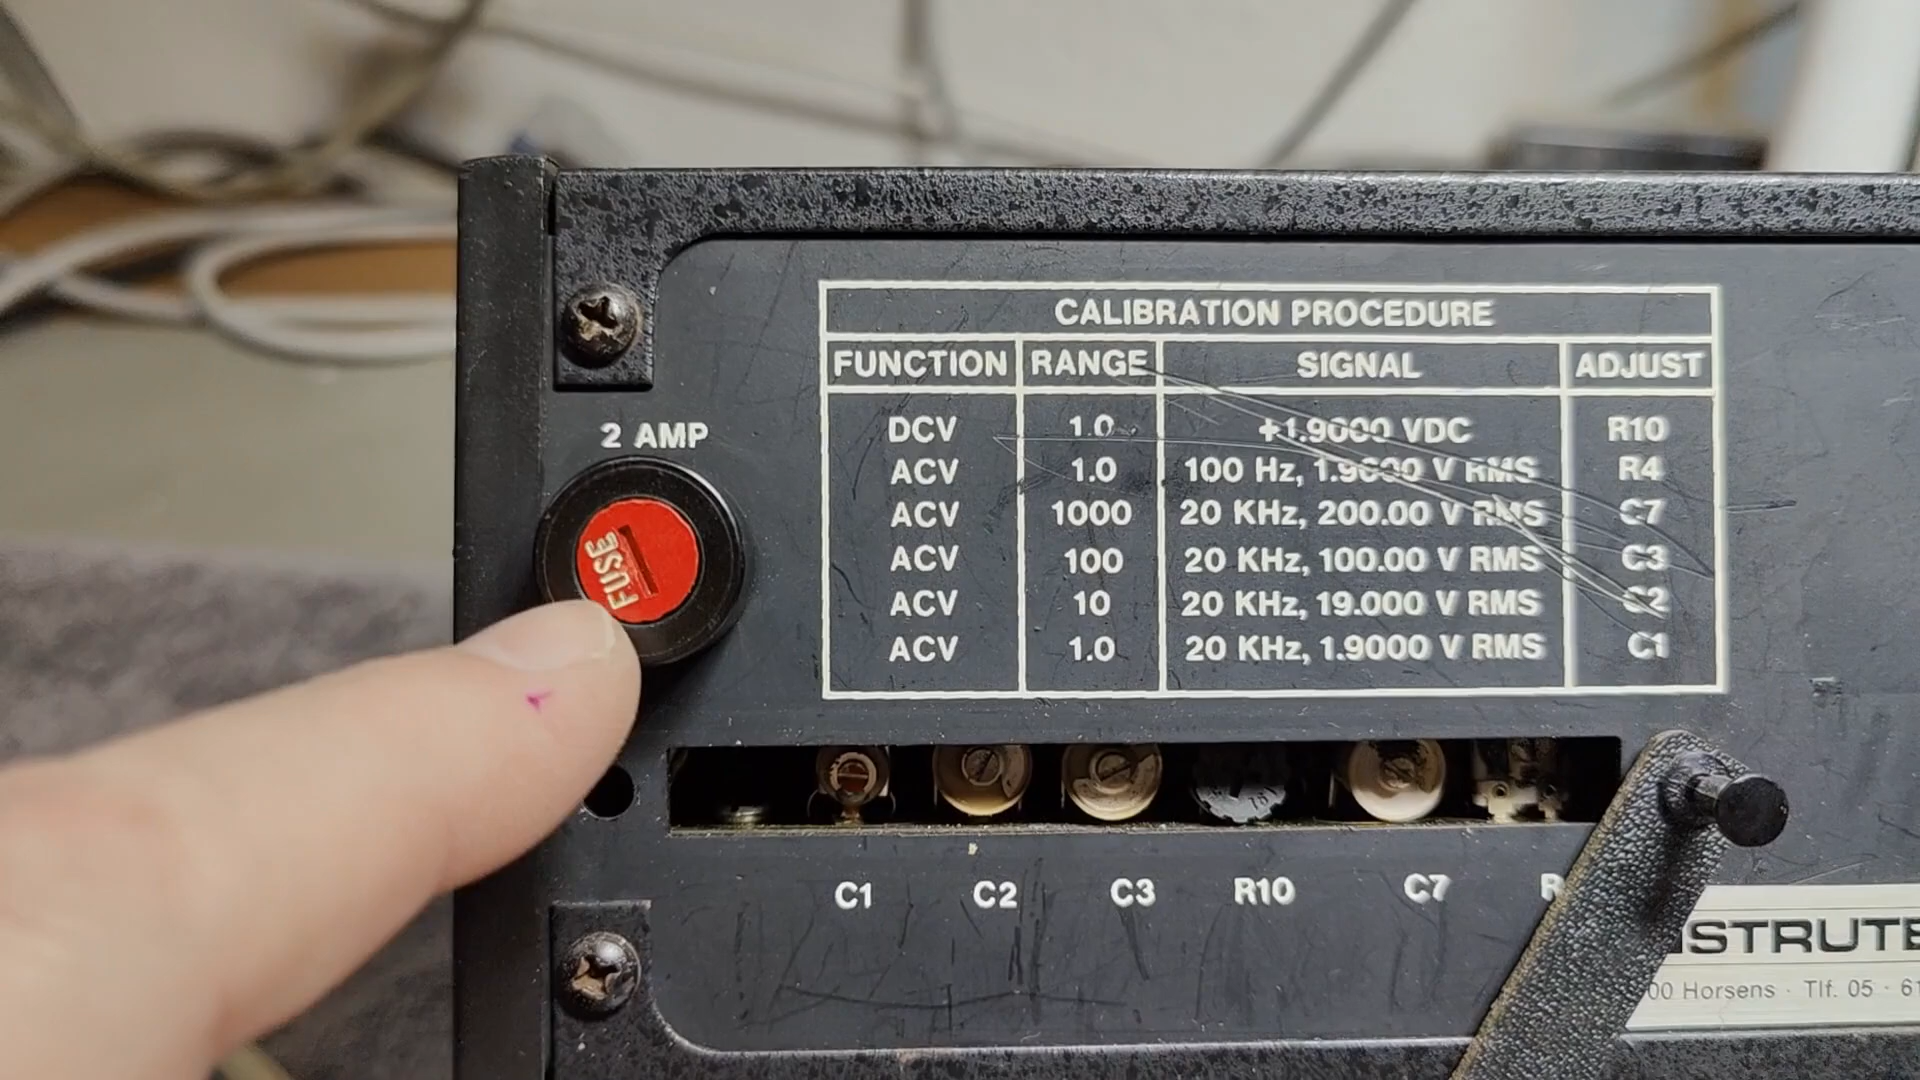 CALIBRATION PROCEDURE
FUNCTION RANGE SIGNAL ADJUST
DCV 1.0 +1.9000 VDC R10
ACV 1.0 100 Hz, 1.9000 V RMS R4
ACV 1000 20 KHz, 200.00 V RMS C7
ACV 100 20 KHz, 100.00 V RMS C3
ACV 10 20 KHz, 19.000 V RMS C2
ACV 1.0 20 KHz, 1.9000 V RMS C1
2 AMP
FUSE
C1 C2 C3 R10 C7 R
STRUTE
00 Horsens · Tlf. 05 · 61